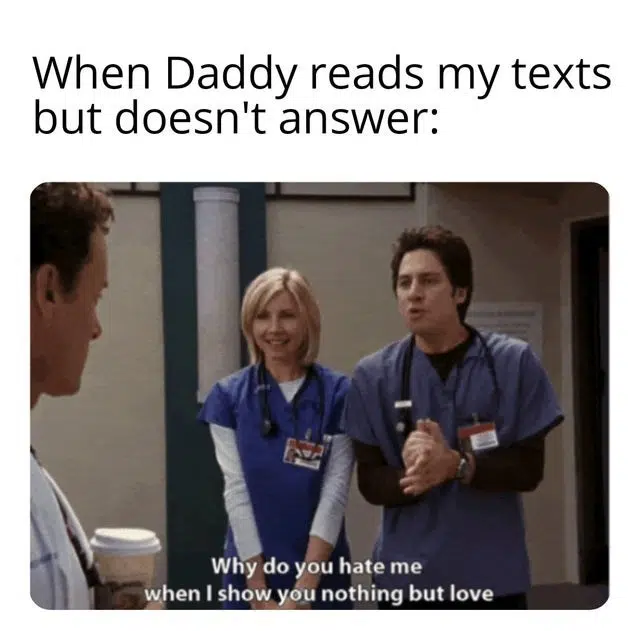 When Daddy reads my texts
but doesn't answer:
Why do you hate me
when I show you nothing but love